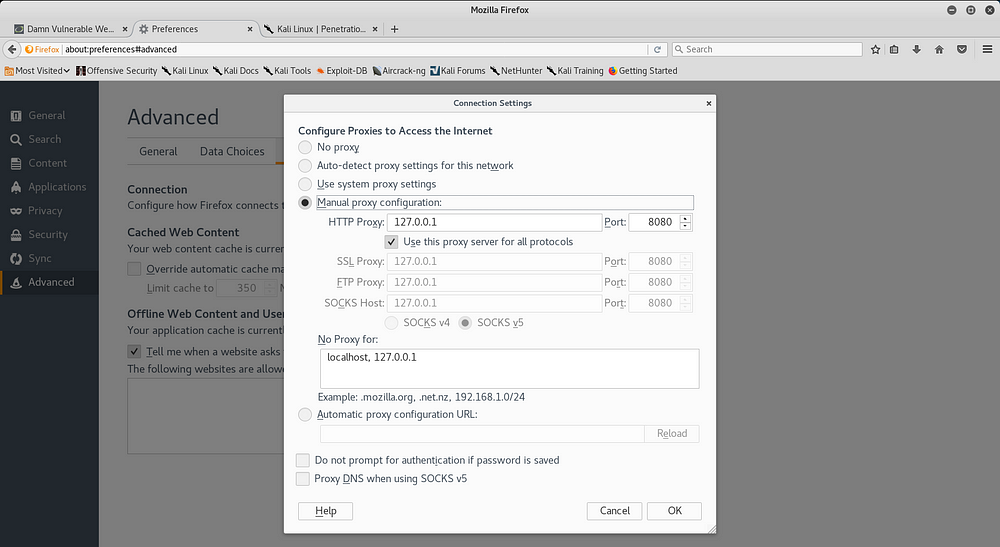 Mozilla Firefox
Damn Vulnerable We...
Preferences
Kali Linux | Penetratio...
Firefox about:preferences#advanced
Search
Most Visited Offensive Security Kali Linux Kali Docs Kali Tools Exploit-DB Aircrack-ng Kali Forums NetHunter Kali Training Getting Started
General
Search
Content
Applications
Privacy
Security
Sync
Advanced
Advanced
General Data Choices
Connection
Configure how Firefox connects t
Cached Web Content
Your web content cache is curren
Override automatic cache ma
Limit cache to 350
Offline Web Content and User
Your application cache is currentl
Tell me when a website asks
The following websites are allowe
Connection Settings
Configure Proxies to Access the Internet
No proxy
Auto-detect proxy settings for this network
Use system proxy settings
Manual proxy configuration:
HTTP Proxy: 127.0.0.1 Port: 8080
Use this proxy server for all protocols
SSL Proxy: 127.0.0.1 Port: 8080
FTP Proxy: 127.0.0.1 Port: 8080
SOCKS Host: 127.0.0.1 Port: 8080
SOCKS v4 SOCKS v5
No Proxy for:
localhost, 127.0.0.1
Example: .mozilla.org, .net.nz, 192.168.1.0/24
Automatic proxy configuration URL:
Reload
Do not prompt for authentication if password is saved
Proxy DNS when using SOCKS v5
Help Cancel OK